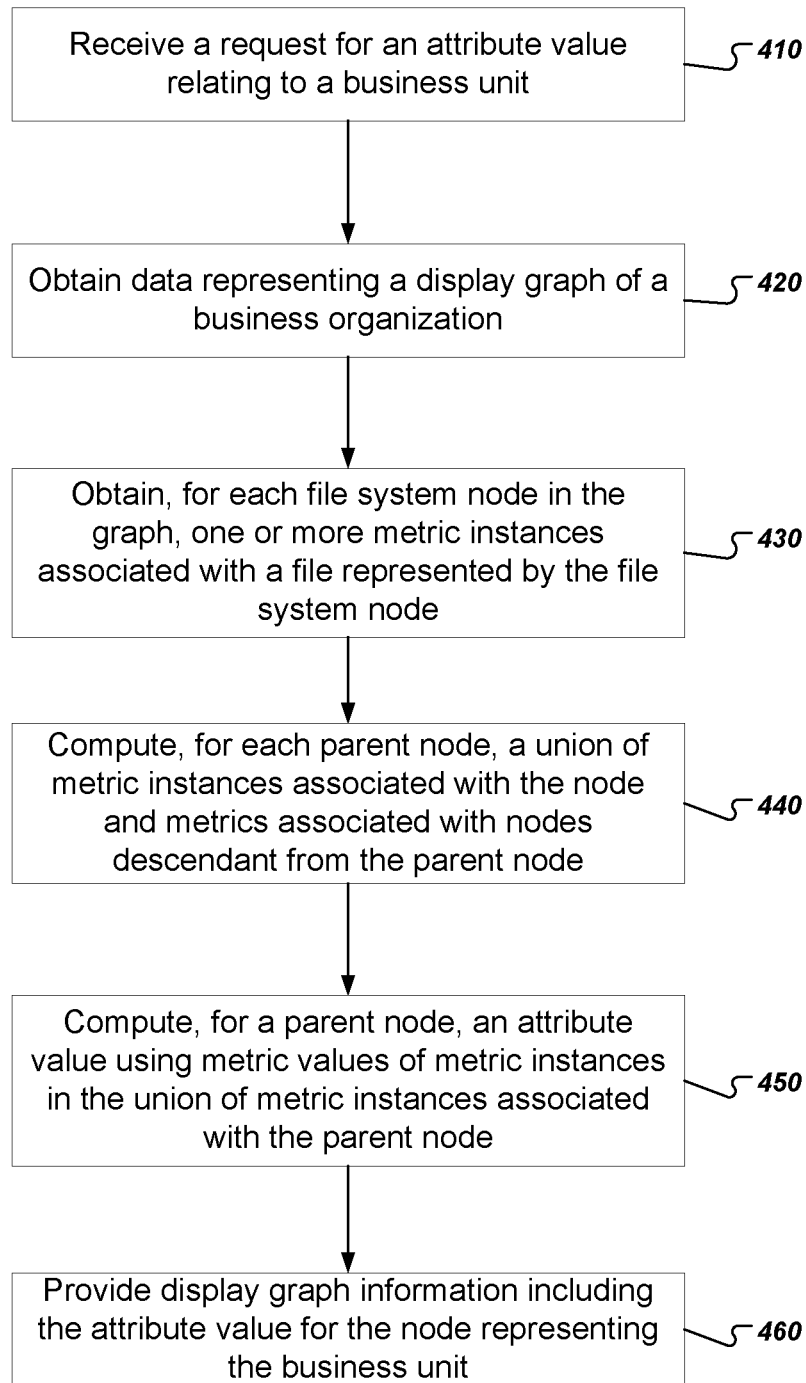 Receive a request for an attribute value
relating to a business unit
410
Obtain data representing a display graph of a
business organization
420
Obtain, for each file system node in the
graph, one or more metric instances
associated with a file represented by the file
system node
430
Compute, for each parent node, a union of
metric instances associated with the node
and metrics associated with nodes
descendant from the parent node
440
Compute, for a parent node, an attribute
value using metric values of metric instances
in the union of metric instances associated
with the parent node
450
Provide display graph information including
the attribute value for the node representing
the business unit
460